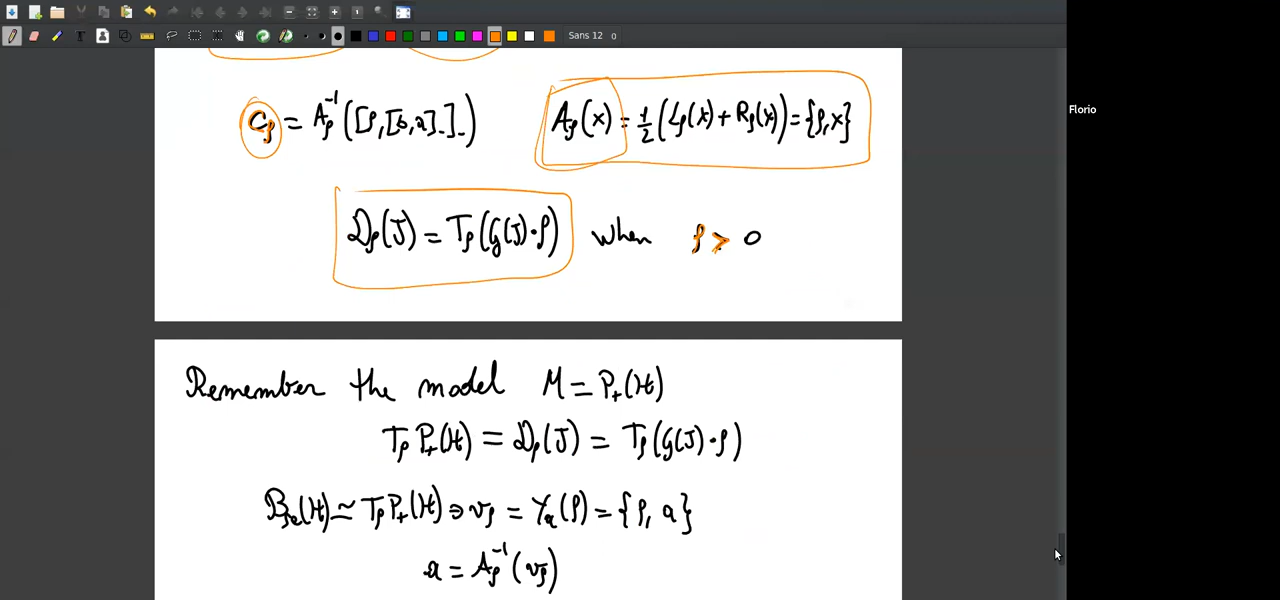 Sans 12 0
C_ρ = A_ρ^{-1}([ρ,[b,a]_-]_-)
A_ρ(x) = 1/2 (L_ρ(x) + R_ρ(x)) = {ρ,x}
D_ρ(J) = T_ρ(G(J)·ρ) when ρ > 0
Florio
Remember the model M = P_+(H)
T_ρ P_+(H) = D_ρ(J) = T_ρ(G(J)·ρ)
B_sa(H) ≃ T_ρ P_+(H) ∋ v_ρ = Y_a(ρ) = {ρ, a}
a = A_ρ^{-1}(v_ρ)